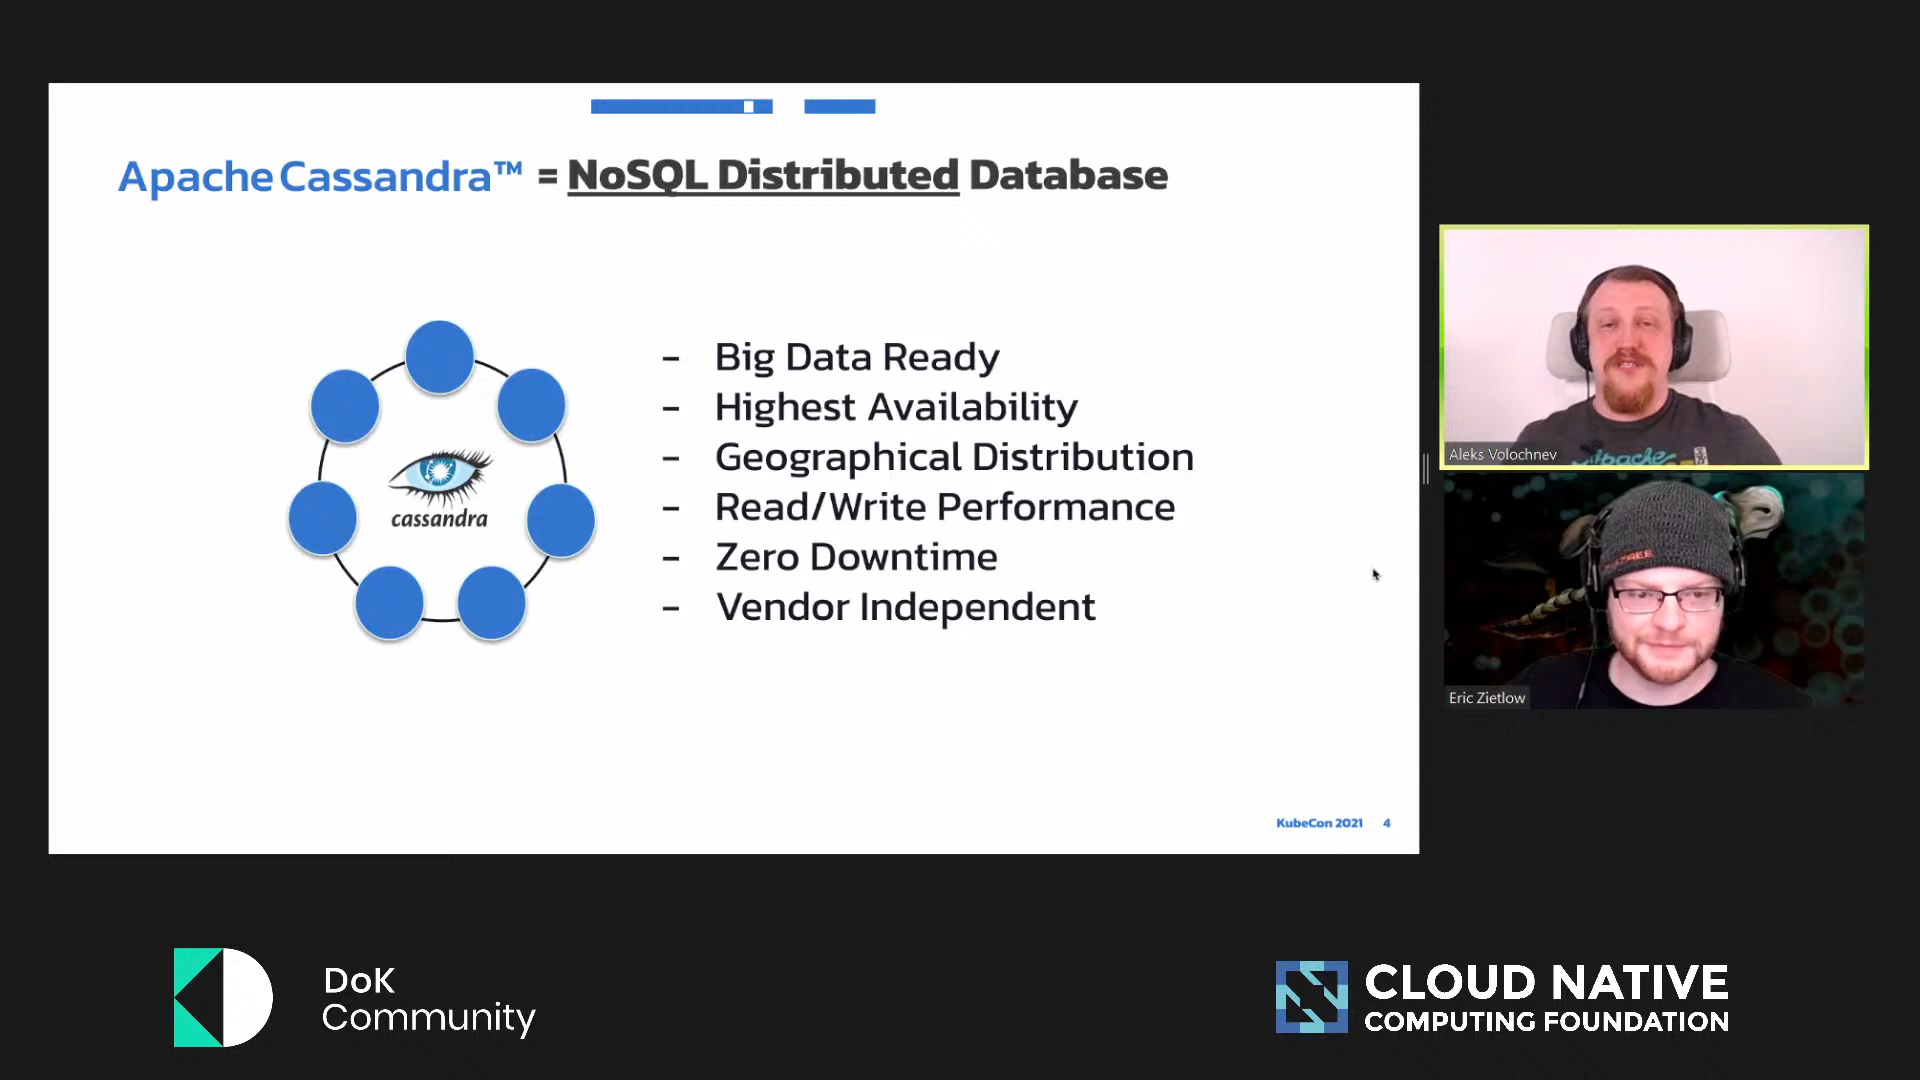 Apache Cassandra™ = NoSQL Distributed Database
cassandra
- Big Data Ready
- Highest Availability
- Geographical Distribution
- Read/Write Performance
- Zero Downtime
- Vendor Independent
KubeCon 2021 4
Aleks Volochnev
Eric Zietlow
DoK
Community
CLOUD NATIVE
COMPUTING FOUNDATION